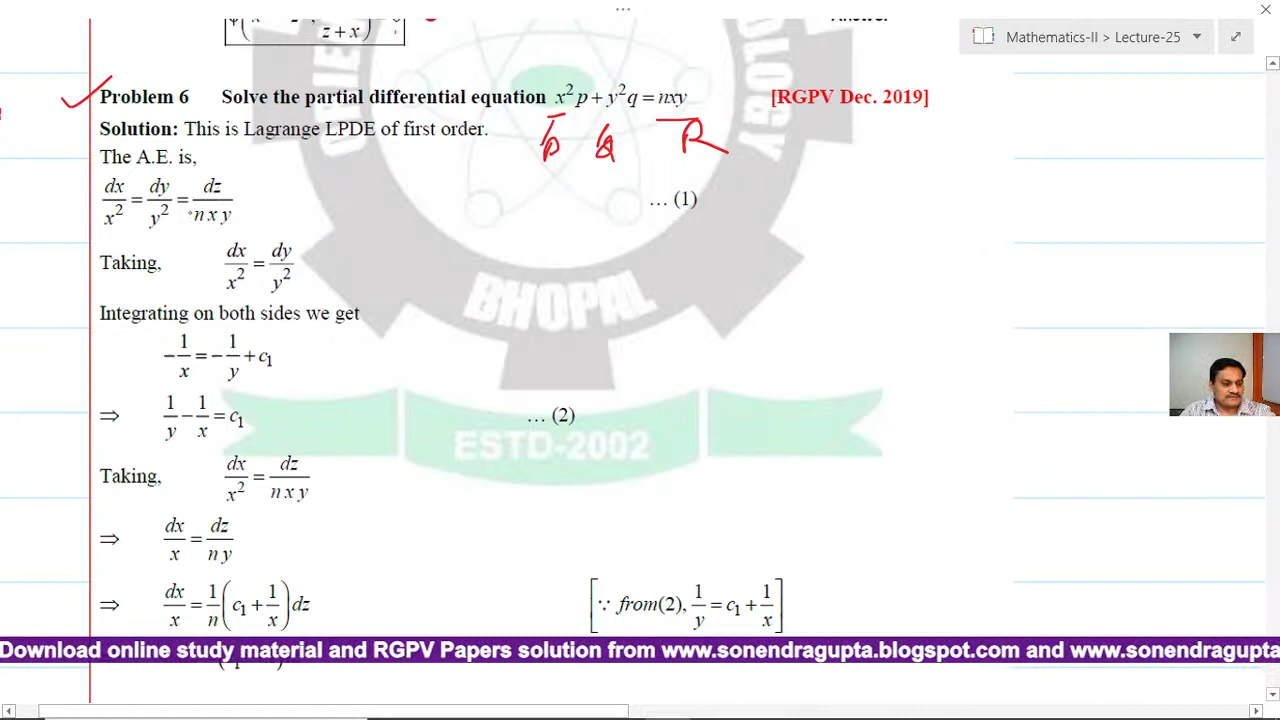 z + x
Mathematics-II > Lecture-25
✓ Problem 6 Solve the partial differential equation x²p + y²q = nxy [RGPV Dec. 2019]
Solution: This is Lagrange LPDE of first order.
P Q R
The A.E. is,
dx/x² = dy/y² = dz/n x y … (1)
Taking, dx/x² = dy/y²
Integrating on both sides we get
-1/x = -1/y + c₁
⇒ 1/y - 1/x = c₁ … (2)
Taking, dx/x² = dz/n x y
⇒ dx/x = dz/n y
⇒ dx/x = 1/n (c₁ + 1/x) dz [∵ from(2), 1/y = c₁ + 1/x]
Download online study material and RGPV Papers solution from www.sonendragupta.blogspot.com and www.sonendragupta
BHOPAL
ESTD-2002